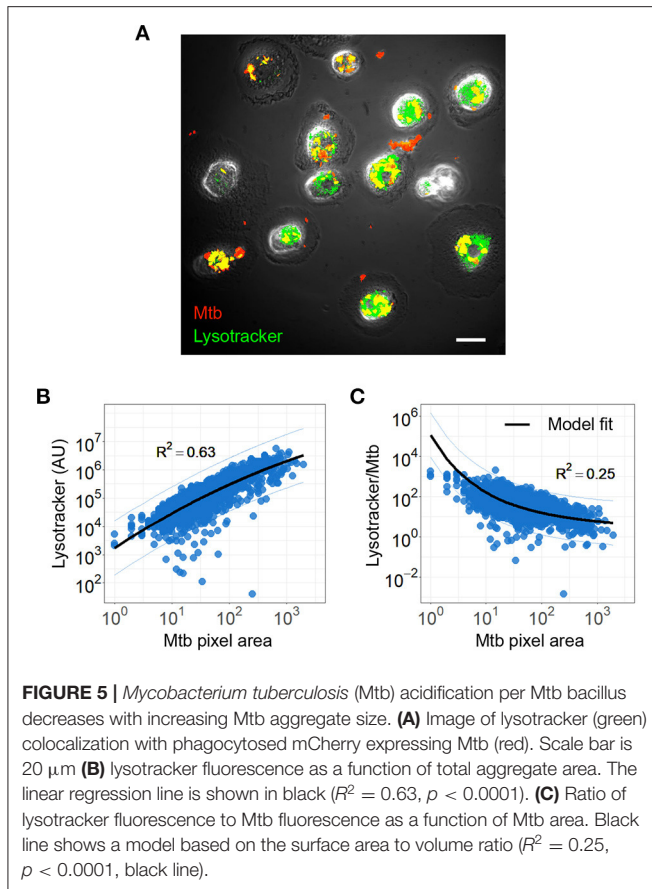 A
Mtb
Lysotracker
B
R² = 0.63
Lysotracker (AU)
10⁷
10⁶
10⁵
10⁴
10³
10²
10⁰ 10¹ 10² 10³
Mtb pixel area
C
Model fit
R² = 0.25
Lysotracker/Mtb
10⁶
10⁴
10²
10⁰
10⁻²
10⁰ 10¹ 10² 10³
Mtb pixel area
FIGURE 5 | Mycobacterium tuberculosis (Mtb) acidification per Mtb bacillus
decreases with increasing Mtb aggregate size. (A) Image of lysotracker (green)
colocalization with phagocytosed mCherry expressing Mtb (red). Scale bar is
20 μm (B) lysotracker fluorescence as a function of total aggregate area. The
linear regression line is shown in black (R² = 0.63, p < 0.0001). (C) Ratio of
lysotracker fluorescence to Mtb fluorescence as a function of Mtb area. Black
line shows a model based on the surface area to volume ratio (R² = 0.25,
p < 0.0001, black line).